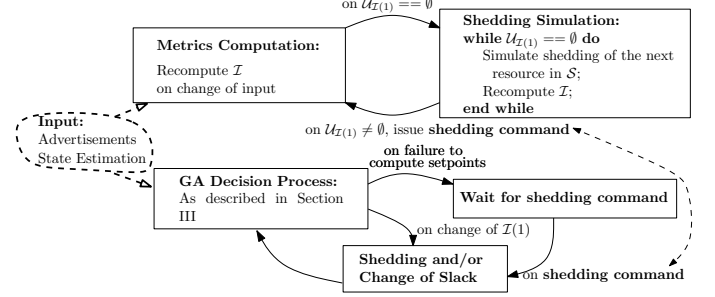 on 𝒰_ℐ(1) == ∅
Shedding Simulation:
while 𝒰_ℐ(1) == ∅ do
Simulate shedding of the next
resource in 𝒮;
Recompute ℐ;
end while
Metrics Computation:
Recompute ℐ
on change of input
on 𝒰_ℐ(1) ≠ ∅, issue shedding command
Input:
Advertisements
State Estimation
on failure to
compute setpoints
GA Decision Process:
As described in Section
III
Wait for shedding command
on change of ℐ(1)
Shedding and/or
Change of Slack
on shedding command